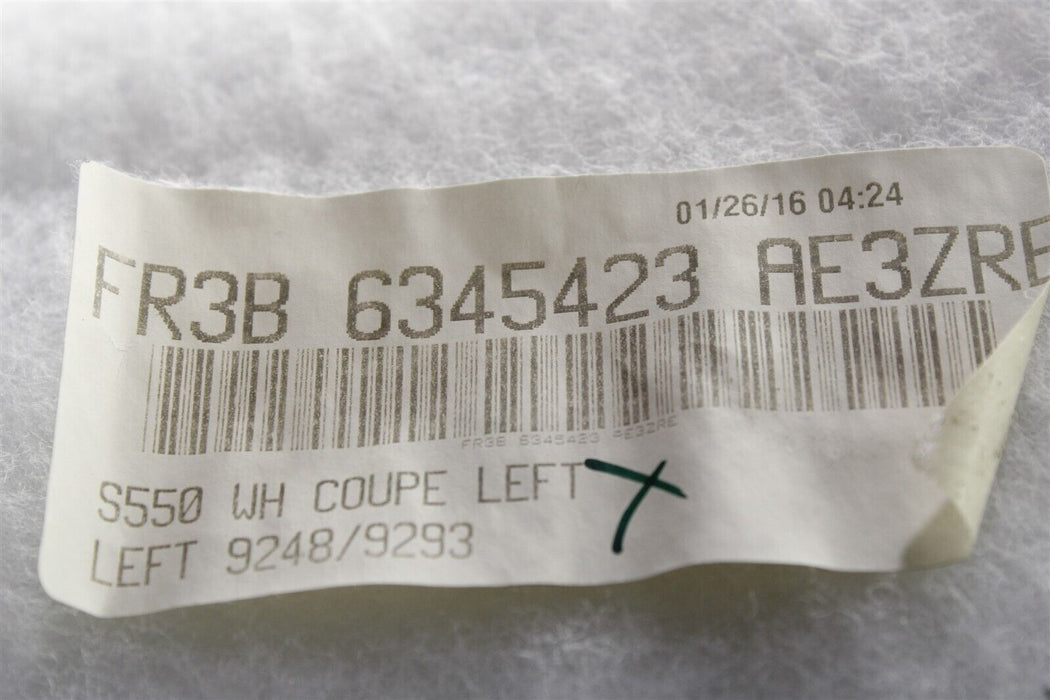 01/26/16 04:24
FR3B 6345423 AE3ZRE
FR3B 6345423 AE3ZRE
S550 WH COUPE LEFT
LEFT 9248/9293